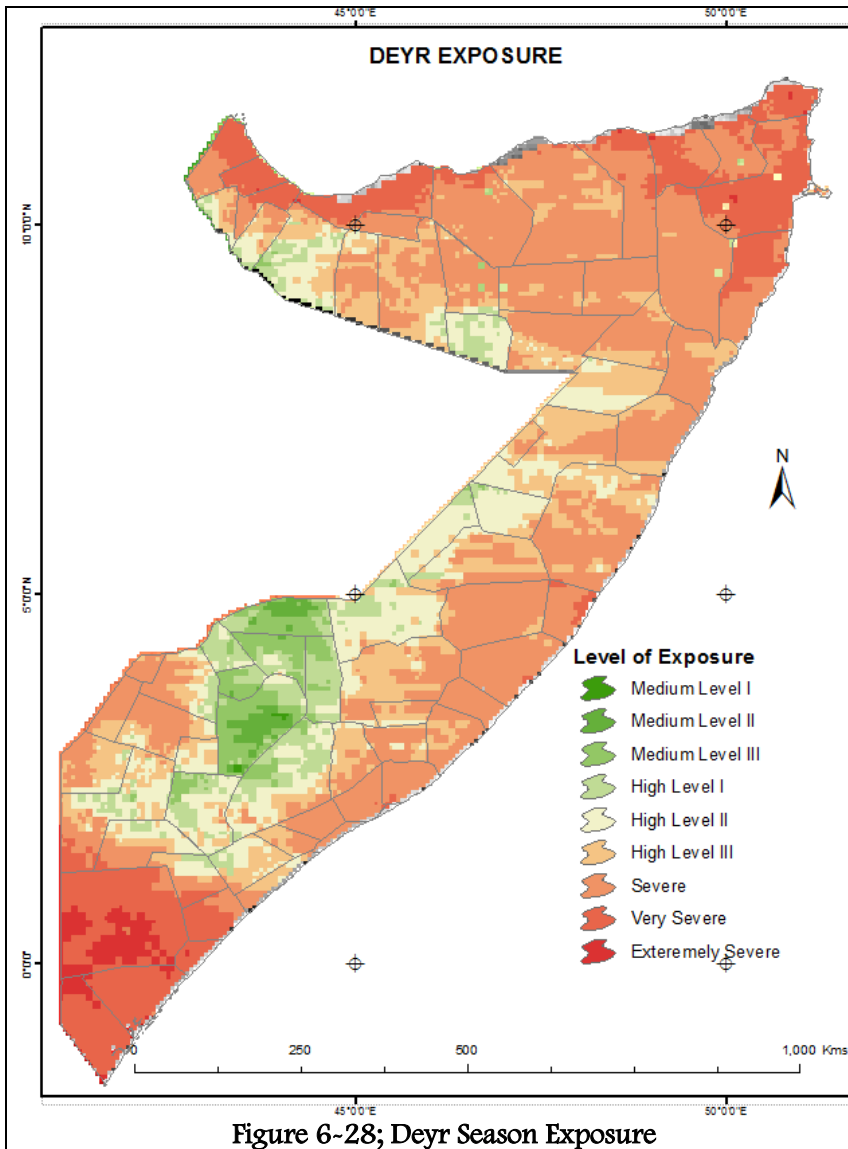 45°0'0"E 50°0'0"E
DEYR EXPOSURE
10°0'0"N
N
5°0'0"N
Level of Exposure
Medium Level I
Medium Level II
Medium Level III
High Level I
High Level II
High Level III
Severe
Very Severe
Exteremely Severe
0°0'0"
0 250 500 1,000 Kms
45°0'0"E 50°0'0"E
Figure 6-28; Deyr Season Exposure